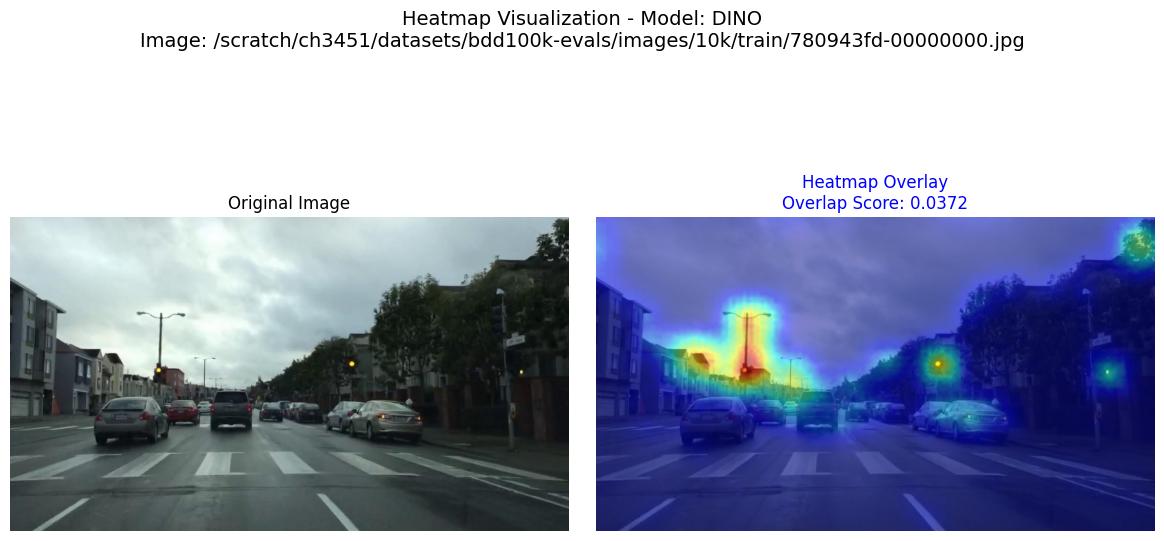 Heatmap Visualization - Model: DINO
Image: /scratch/ch3451/datasets/bdd100k-evals/images/10k/train/780943fd-00000000.jpg
Original Image
Heatmap Overlay
Overlap Score: 0.0372